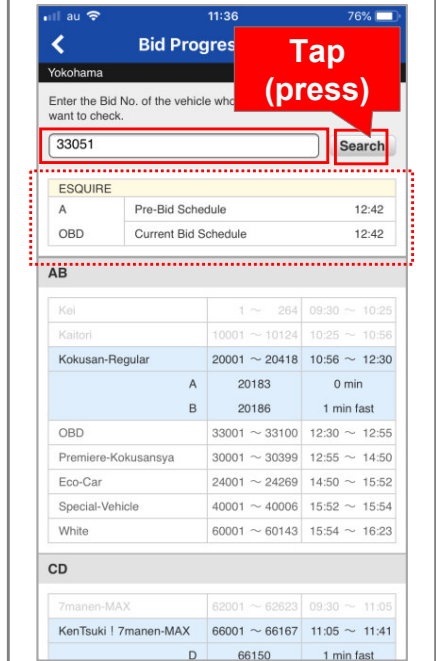 au 11:36 76%
Bid Progres
Tap
(press)
Yokohama
Enter the Bid No. of the vehicle who
want to check.
33051 Search
ESQUIRE
A Pre-Bid Schedule 12:42
OBD Current Bid Schedule 12:42
AB
Kei 1 ～ 264 09:30 ～ 10:25
Kaitori 10001 ～ 10124 10:25 ～ 10:56
Kokusan-Regular 20001 ～ 20418 10:56 ～ 12:30
A 20183 0 min
B 20186 1 min fast
OBD 33001 ～ 33100 12:30 ～ 12:55
Premiere-Kokusansya 30001 ～ 30399 12:55 ～ 14:50
Eco-Car 24001 ～ 24269 14:50 ～ 15:52
Special-Vehicle 40001 ～ 40006 15:52 ～ 15:54
White 60001 ～ 60143 15:54 ～ 16:23
CD
7manen-MAX 62001 ～ 62623 09:30 ～ 11:05
KenTsuki ! 7manen-MAX 66001 ～ 66167 11:05 ～ 11:41
D 66150 1 min fast